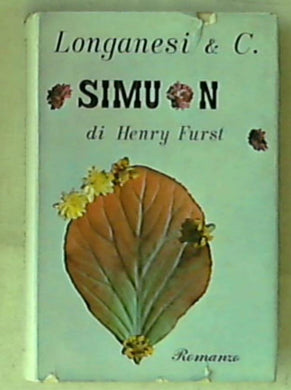 Longanesi & C.
SIMUN
di Henry Furst
Romanzo